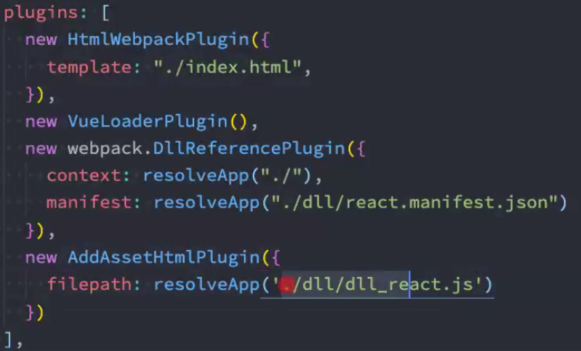 plugins: [
new HtmlWebpackPlugin({
template: "./index.html",
}),
new VueLoaderPlugin(),
new webpack.DllReferencePlugin({
context: resolveApp("./"),
manifest: resolveApp("./dll/react.manifest.json")
}),
new AddAssetHtmlPlugin({
filepath: resolveApp('./dll/dll_react.js')
})
],